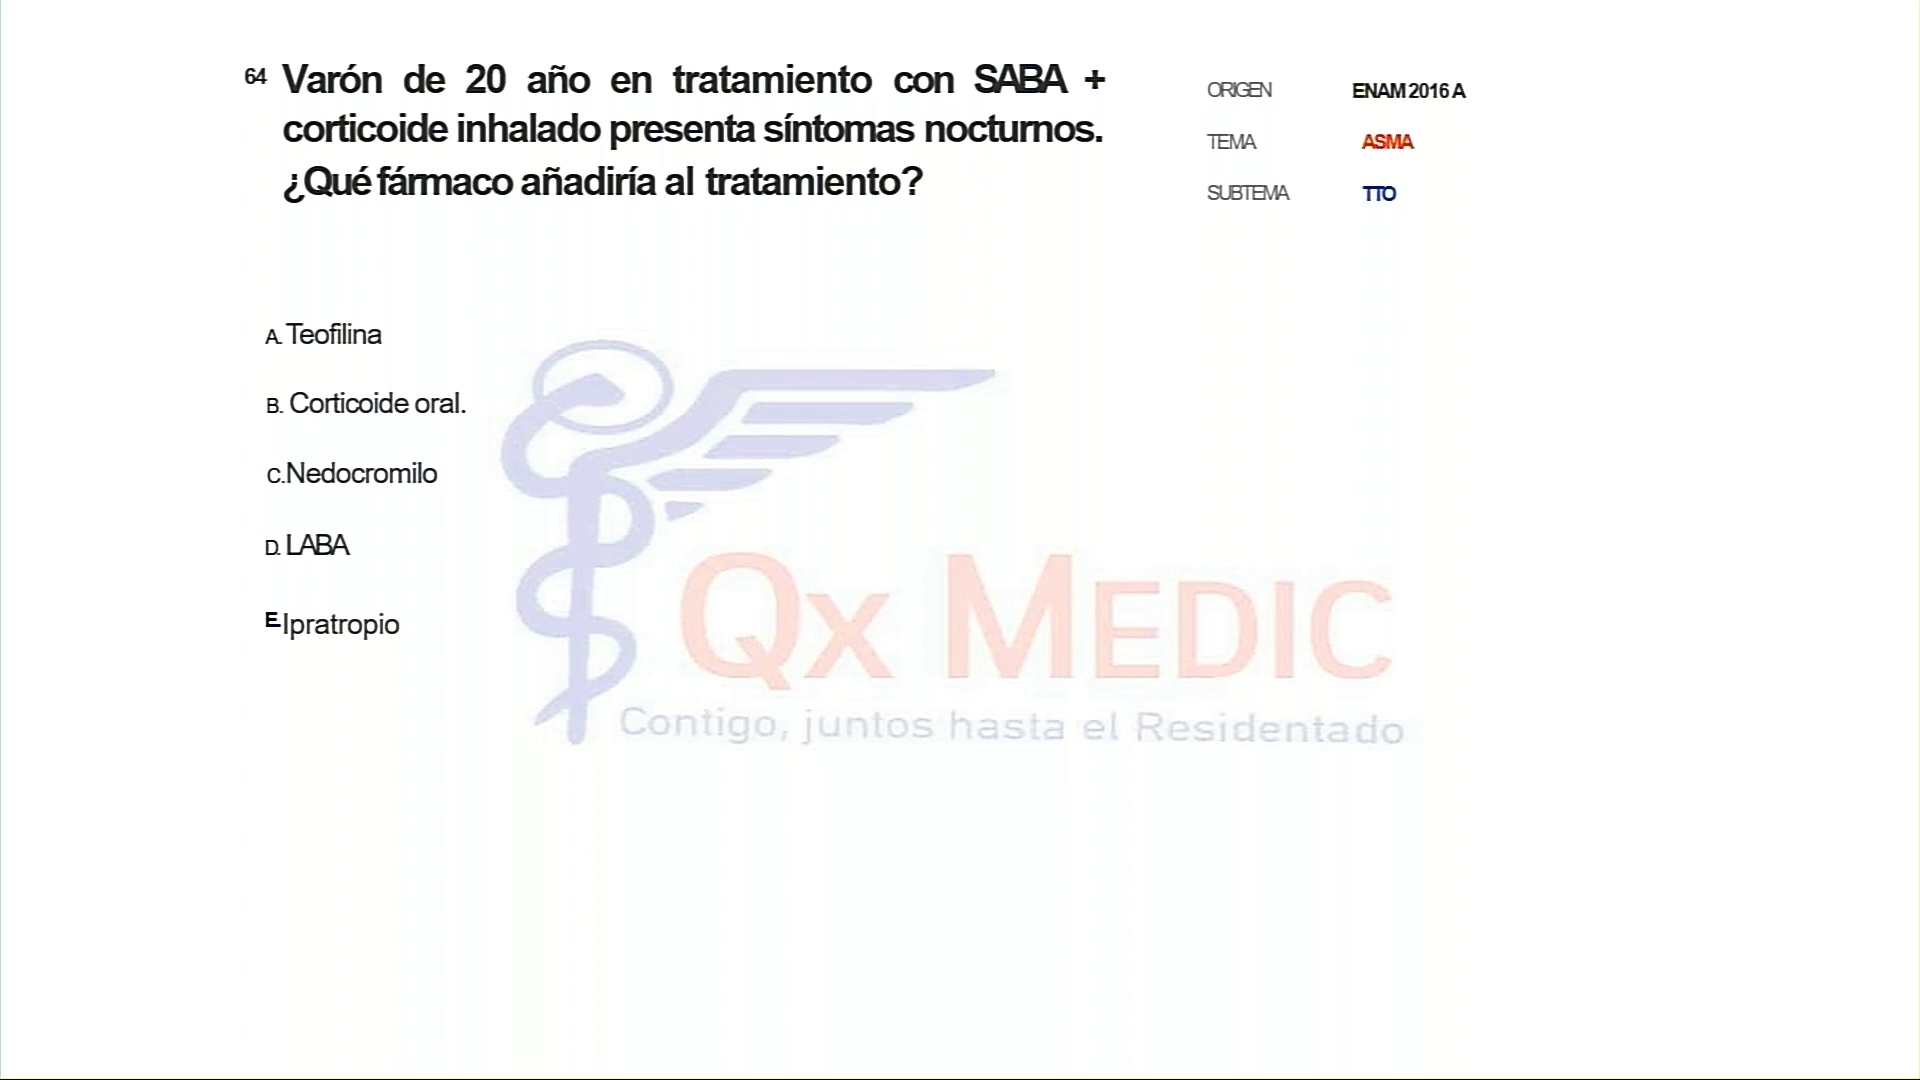 64 Varón de 20 año en tratamiento con SABA +
corticoide inhalado presenta síntomas nocturnos.
¿Qué fármaco añadiría al tratamiento?
ORIGEN ENAM 2016 A
TEMA ASMA
SUBTEMA TTO
A. Teofilina
B. Corticoide oral.
C. Nedocromilo
D. LABA
E. Ipratropio
QX MEDIC
Contigo, juntos hasta el Residentado